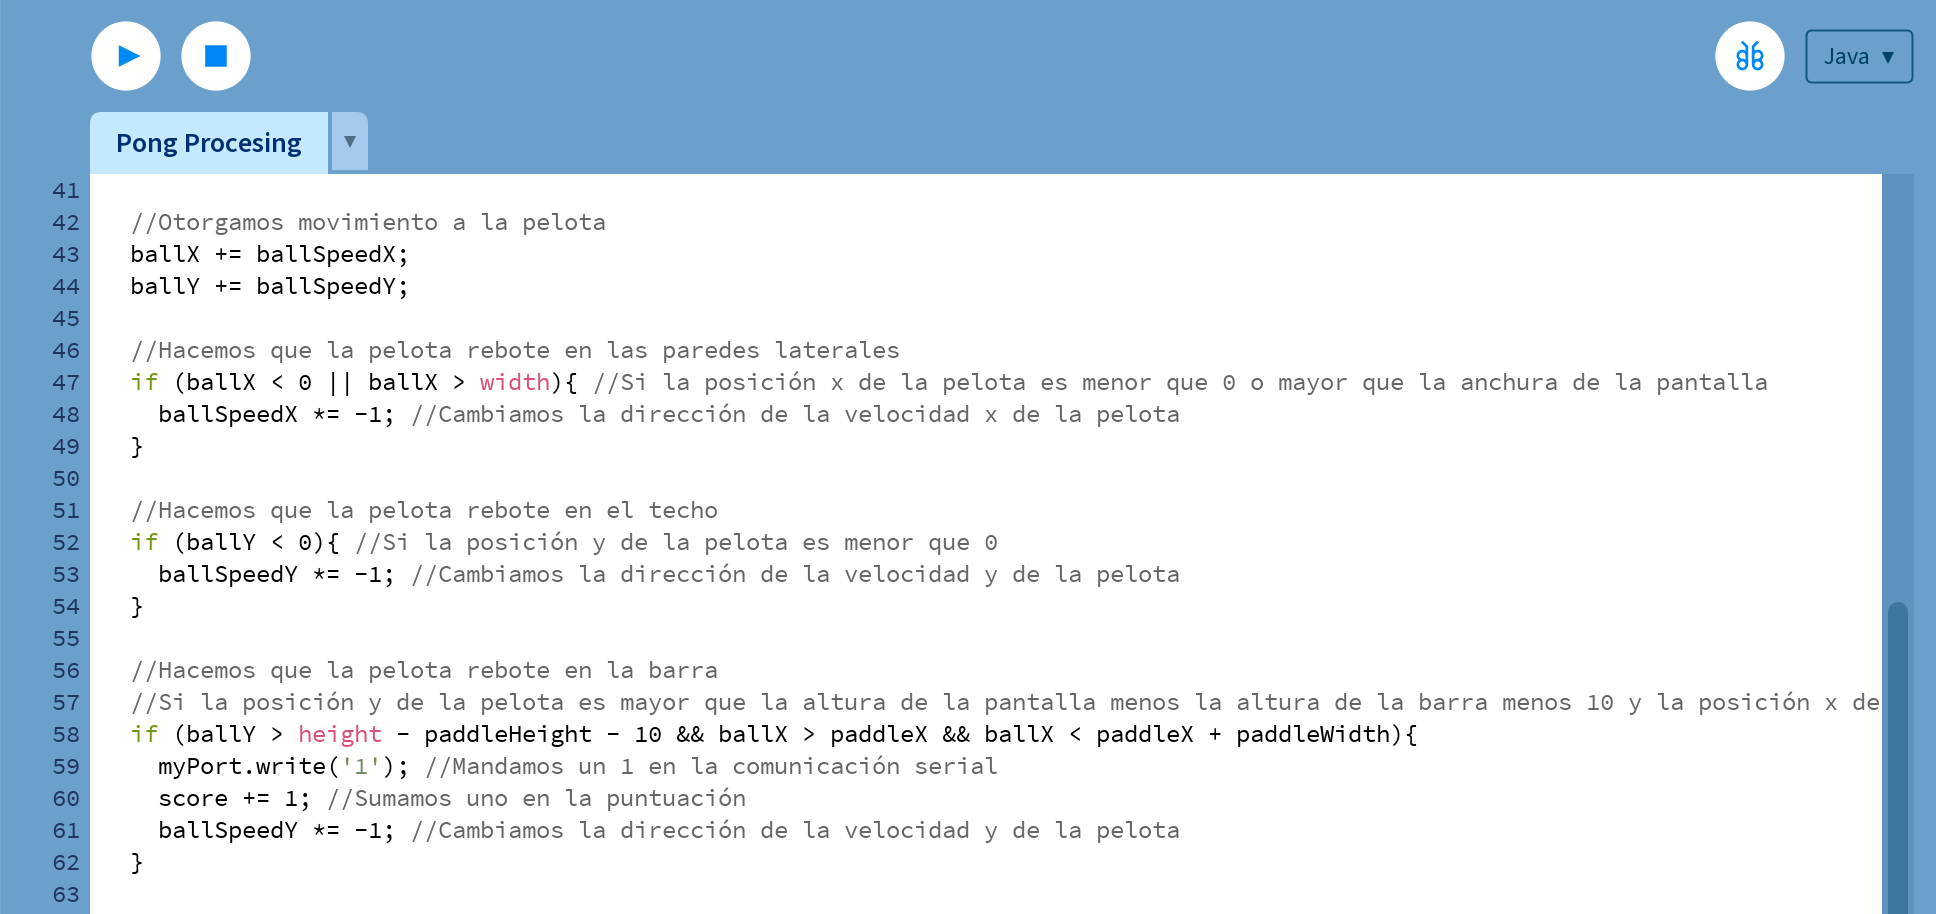 Java ▼
Pong Procesing ▼
41
42 //Otorgamos movimiento a la pelota
43 ballX += ballSpeedX;
44 ballY += ballSpeedY;
45
46 //Hacemos que la pelota rebote en las paredes laterales
47 if (ballX < 0 || ballX > width){ //Si la posición x de la pelota es menor que 0 o mayor que la anchura de la pantalla
48 ballSpeedX *= -1; //Cambiamos la dirección de la velocidad x de la pelota
49 }
50
51 //Hacemos que la pelota rebote en el techo
52 if (ballY < 0){ //Si la posición y de la pelota es menor que 0
53 ballSpeedY *= -1; //Cambiamos la dirección de la velocidad y de la pelota
54 }
55
56 //Hacemos que la pelota rebote en la barra
57 //Si la posición y de la pelota es mayor que la altura de la pantalla menos la altura de la barra menos 10 y la posición x de
58 if (ballY > height - paddleHeight - 10 && ballX > paddleX && ballX < paddleX + paddleWidth){
59 myPort.write('1'); //Mandamos un 1 en la comunicación serial
60 score += 1; //Sumamos uno en la puntuación
61 ballSpeedY *= -1; //Cambiamos la dirección de la velocidad y de la pelota
62 }
63